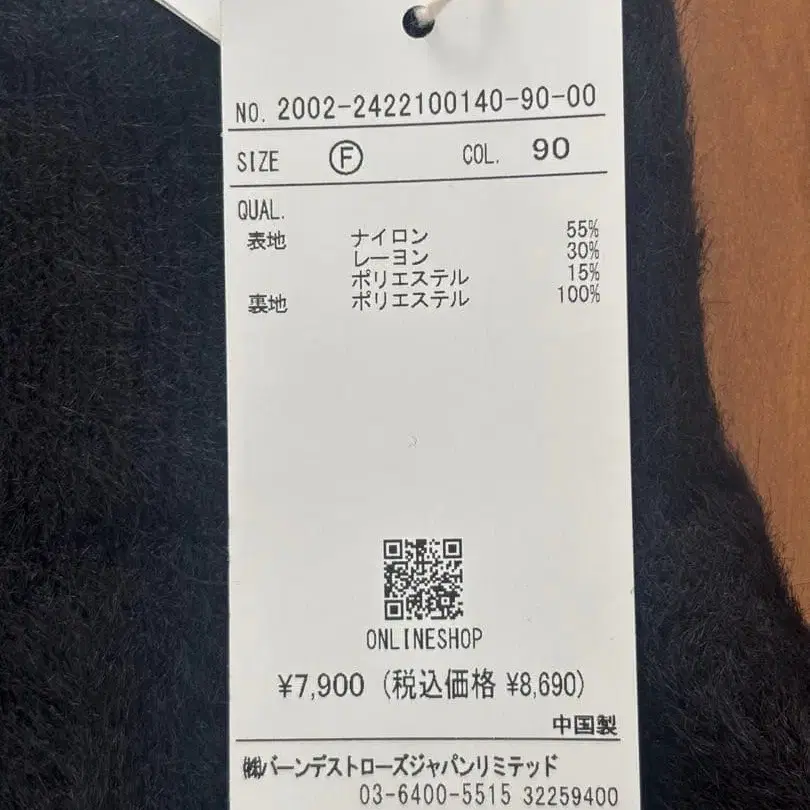 NO. 2002-2422100140-90-00
SIZE Ⓕ COL. 90
QUAL.
表地 ナイロン 55%
レーヨン 30%
ポリエステル 15%
裏地 ポリエステル 100%
ONLINESHOP
¥7,900 (税込価格 ¥8,690)
中国製
㈱バーンデストローズジャパンリミテッド
03-6400-5515 32259400